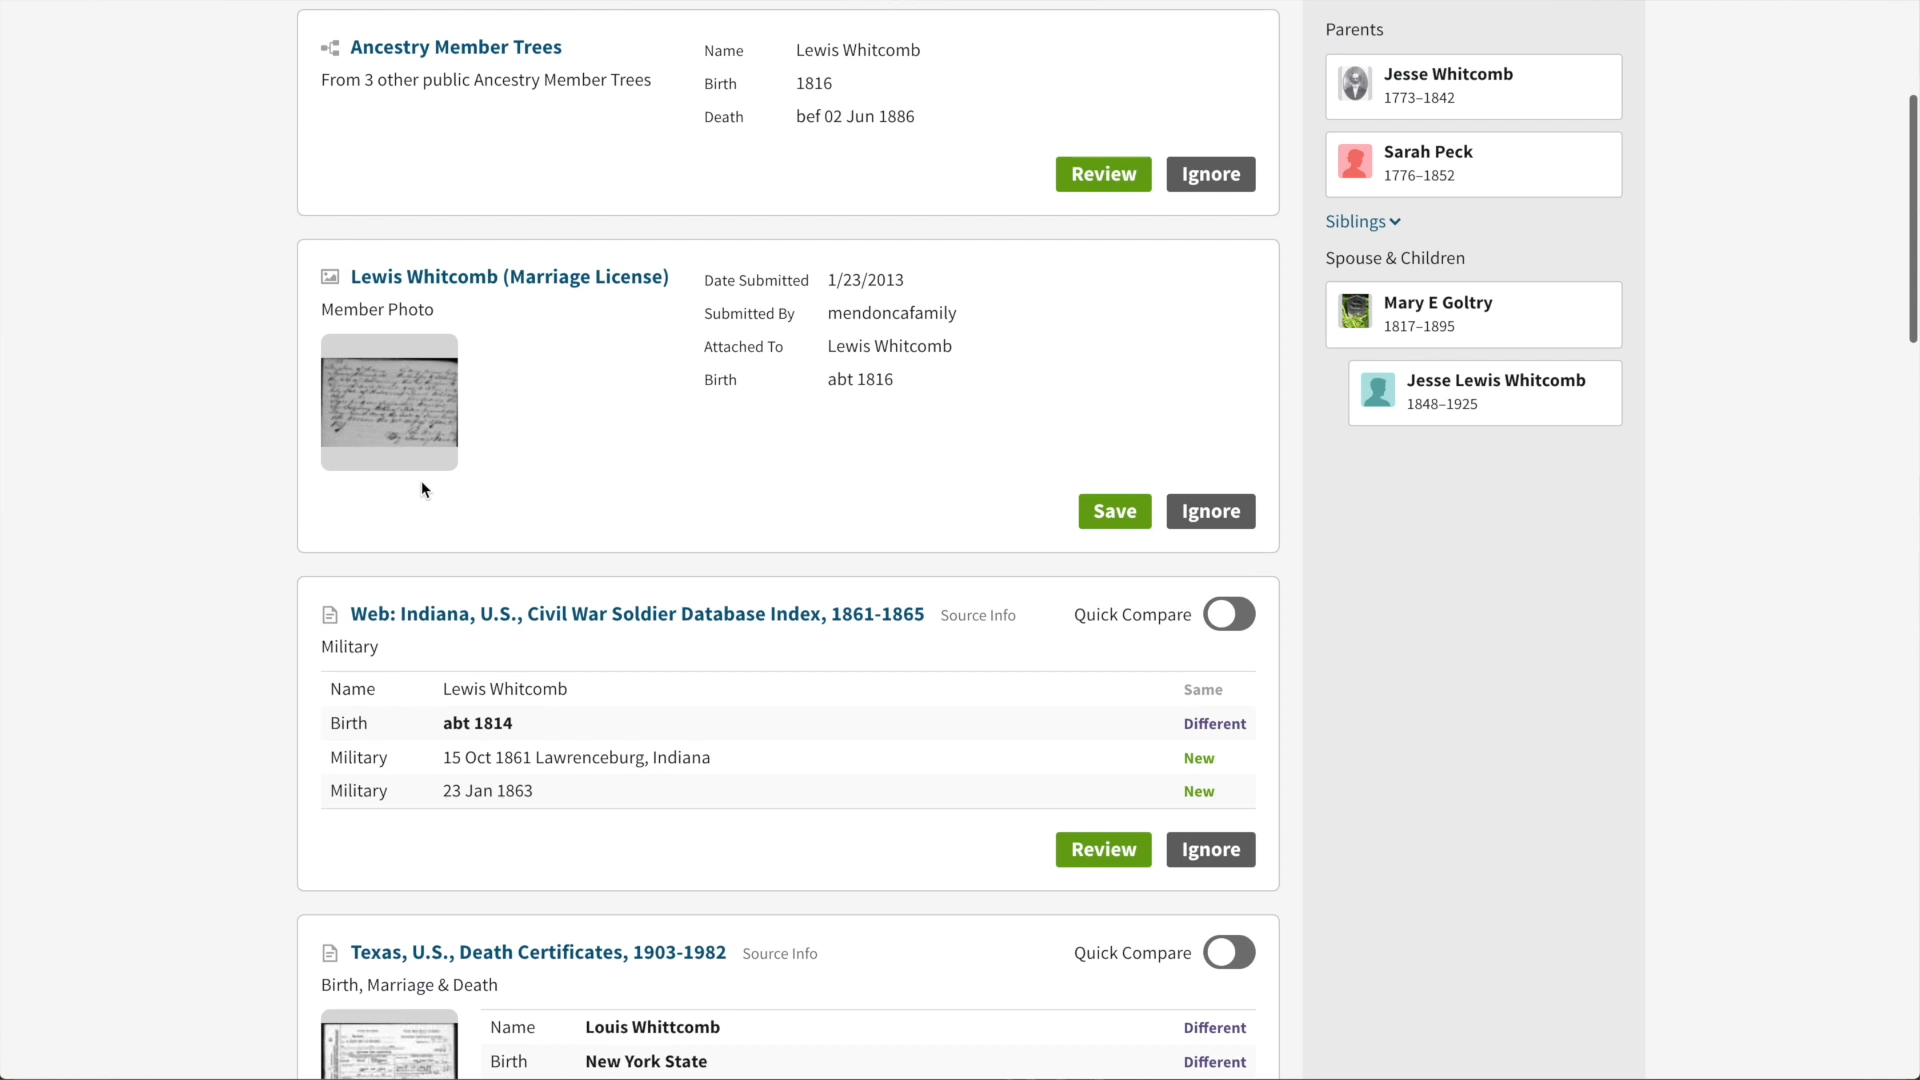 Ancestry Member Trees
From 3 other public Ancestry Member Trees
Name Lewis Whitcomb
Birth 1816
Death bef 02 Jun 1886
Review Ignore
Lewis Whitcomb (Marriage License)
Member Photo
Date Submitted 1/23/2013
Submitted By mendoncafamily
Attached To Lewis Whitcomb
Birth abt 1816
Save Ignore
Web: Indiana, U.S., Civil War Soldier Database Index, 1861-1865 Source Info Quick Compare
Military
Name Lewis Whitcomb Same
Birth abt 1814 Different
Military 15 Oct 1861 Lawrenceburg, Indiana New
Military 23 Jan 1863 New
Review Ignore
Texas, U.S., Death Certificates, 1903-1982 Source Info Quick Compare
Birth, Marriage & Death
Name Louis Whittcomb Different
Birth New York State Different
Parents
Jesse Whitcomb
1773–1842
Sarah Peck
1776–1852
Siblings
Spouse & Children
Mary E Goltry
1817–1895
Jesse Lewis Whitcomb
1848–1925